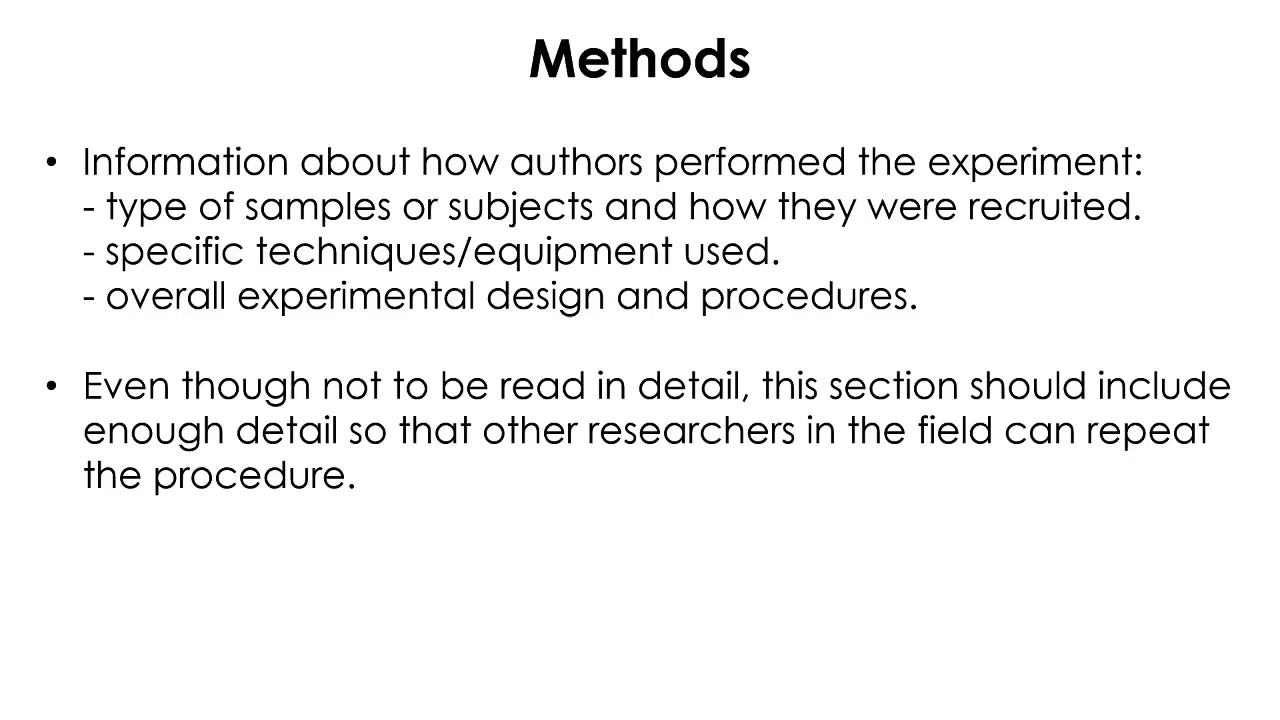 Methods
• Information about how authors performed the experiment:
- type of samples or subjects and how they were recruited.
- specific techniques/equipment used.
- overall experimental design and procedures.
• Even though not to be read in detail, this section should include
enough detail so that other researchers in the field can repeat
the procedure.